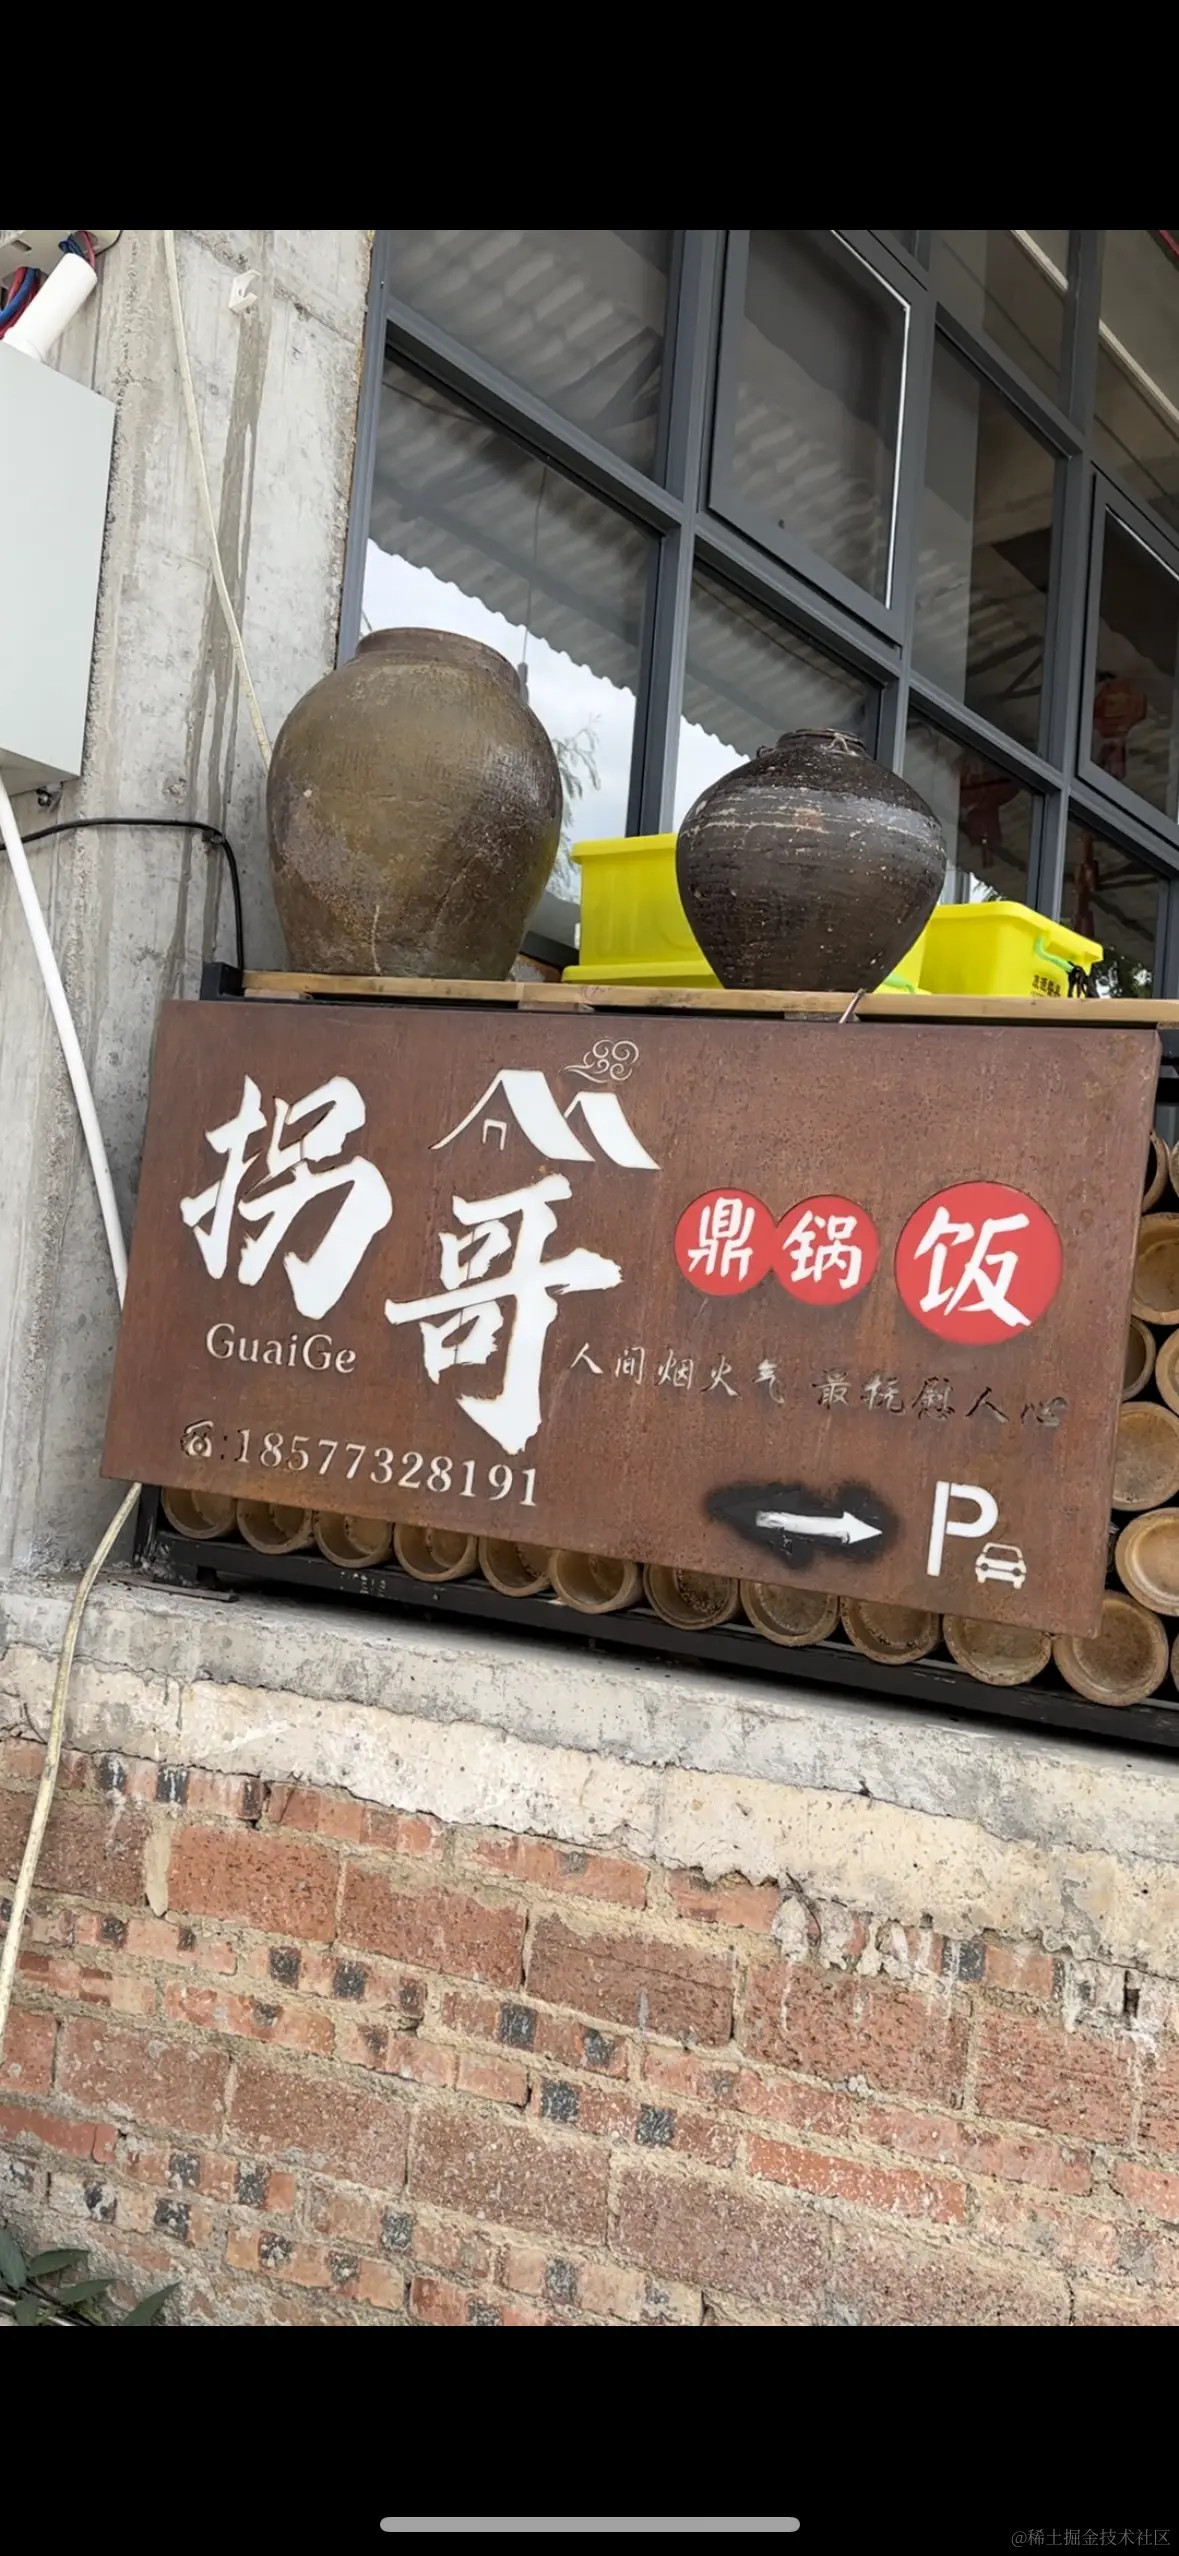 拐哥
GuaiGe
鼎锅饭
人间烟火气 最抚慰人心
☎:18577328191
P
@稀土掘金技术社区